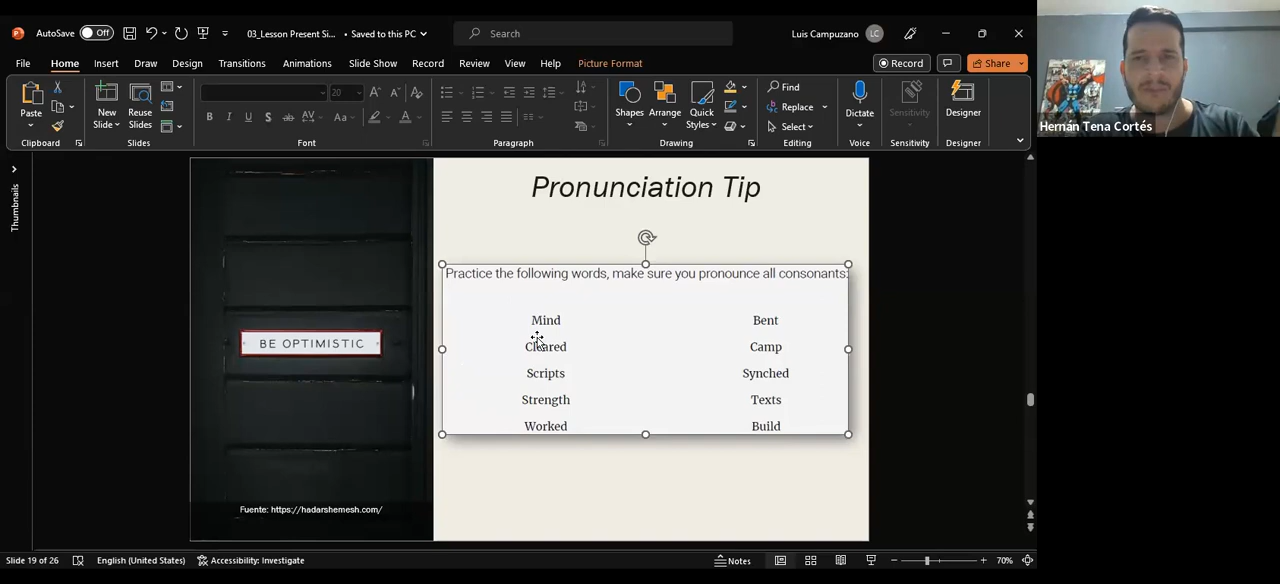 AutoSave Off 03_Lesson Present Si... • Saved to this PC Search Luis Campuzano LC
File Home Insert Draw Design Transitions Animations Slide Show Record Review View Help Picture Format Record Share
Paste New Slide Reuse Slides 20 Shapes Arrange Quick Styles Find Replace Select Dictate Sensitivity Designer
Clipboard Slides Font Paragraph Drawing Editing Voice Sensitivity Designer
Hernán Tena Cortés
Thumbnails
Pronunciation Tip
Practice the following words, make sure you pronounce all consonants:
Mind Bent
Cleared Camp
Scripts Synched
Strength Texts
Worked Build
BE OPTIMISTIC
Fuente: https://hadarshemesh.com/
Slide 19 of 26 English (United States) Accessibility: Investigate Notes 70%